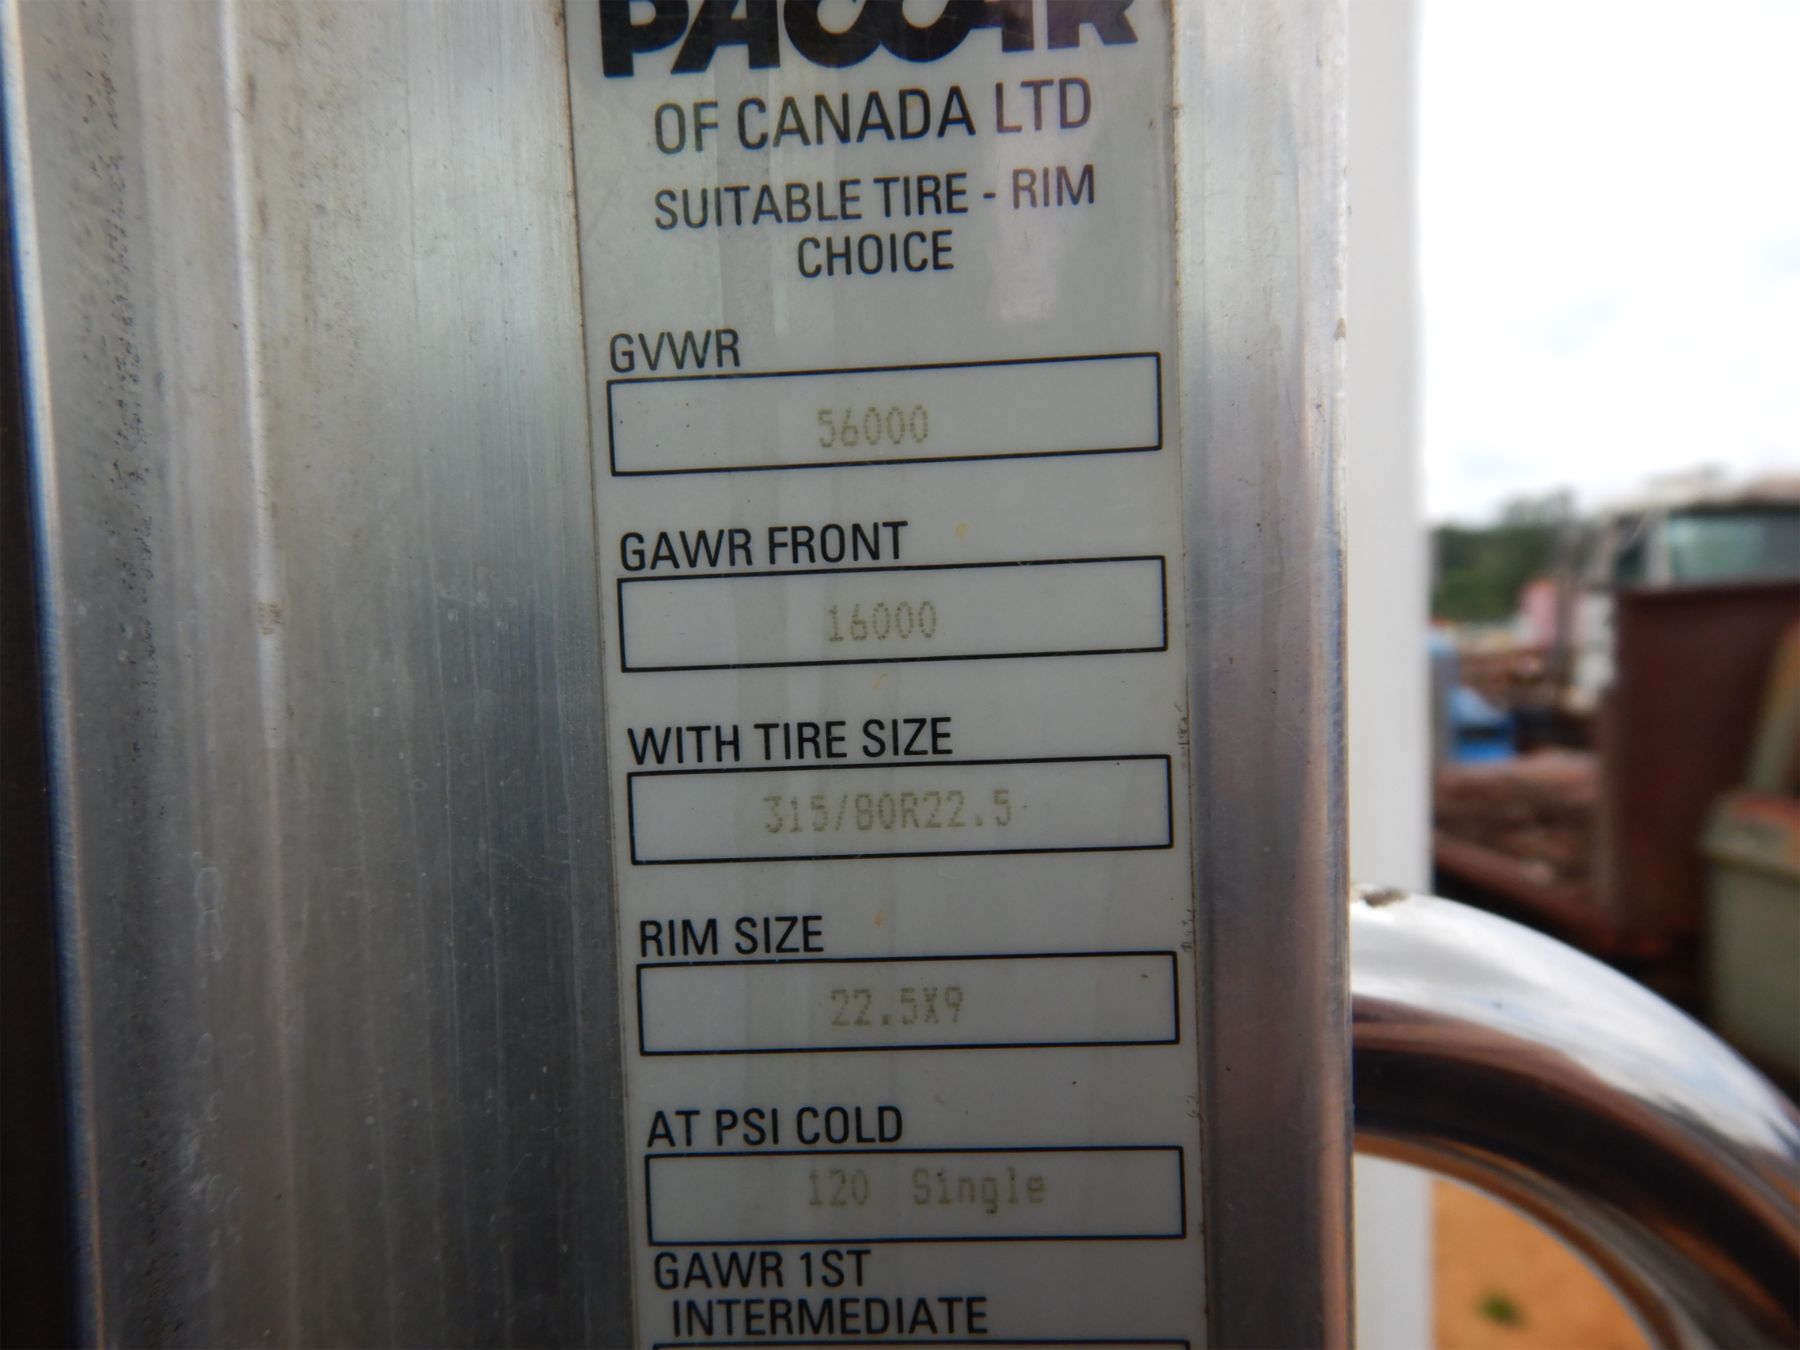 PACCAR
OF CANADA LTD
SUITABLE TIRE - RIM
CHOICE
GVWR
56000
GAWR FRONT
16000
WITH TIRE SIZE
315/80R22.5
RIM SIZE
22.5X9
AT PSI COLD
120 Single
GAWR 1ST
INTERMEDIATE